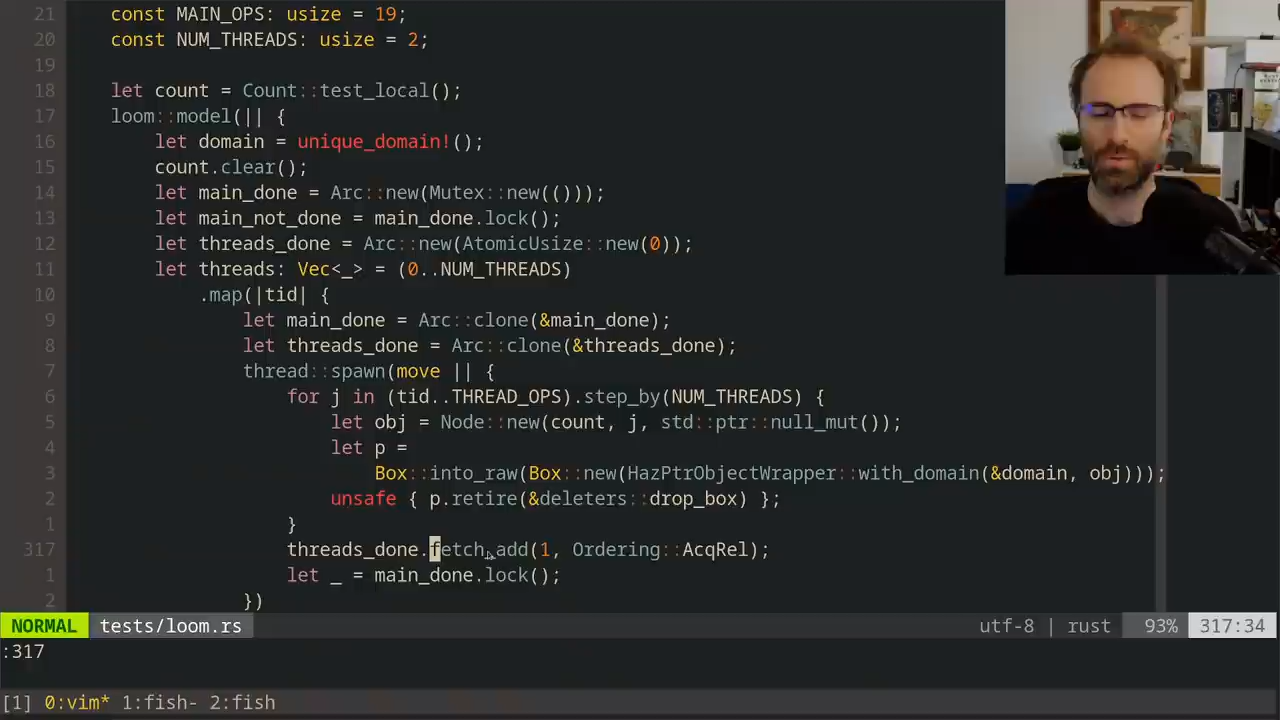 21 const MAIN_OPS: usize = 19;
20 const NUM_THREADS: usize = 2;
19
18 let count = Count::test_local();
17 loom::model(|| {
16 let domain = unique_domain!();
15 count.clear();
14 let main_done = Arc::new(Mutex::new(()));
13 let main_not_done = main_done.lock();
12 let threads_done = Arc::new(AtomicUsize::new(0));
11 let threads: Vec<_> = (0..NUM_THREADS)
10 .map(|tid| {
9 let main_done = Arc::clone(&main_done);
8 let threads_done = Arc::clone(&threads_done);
7 thread::spawn(move || {
6 for j in (tid..THREAD_OPS).step_by(NUM_THREADS) {
5 let obj = Node::new(count, j, std::ptr::null_mut());
4 let p =
3 Box::into_raw(Box::new(HazPtrObjectWrapper::with_domain(&domain, obj)));
2 unsafe { p.retire(&deleters::drop_box) };
1 }
317 threads_done.fetch_add(1, Ordering::AcqRel);
1 let _ = main_done.lock();
2 })
NORMAL tests/loom.rs utf-8 | rust 93% 317:34
:317
[1] 0:vim* 1:fish- 2:fish